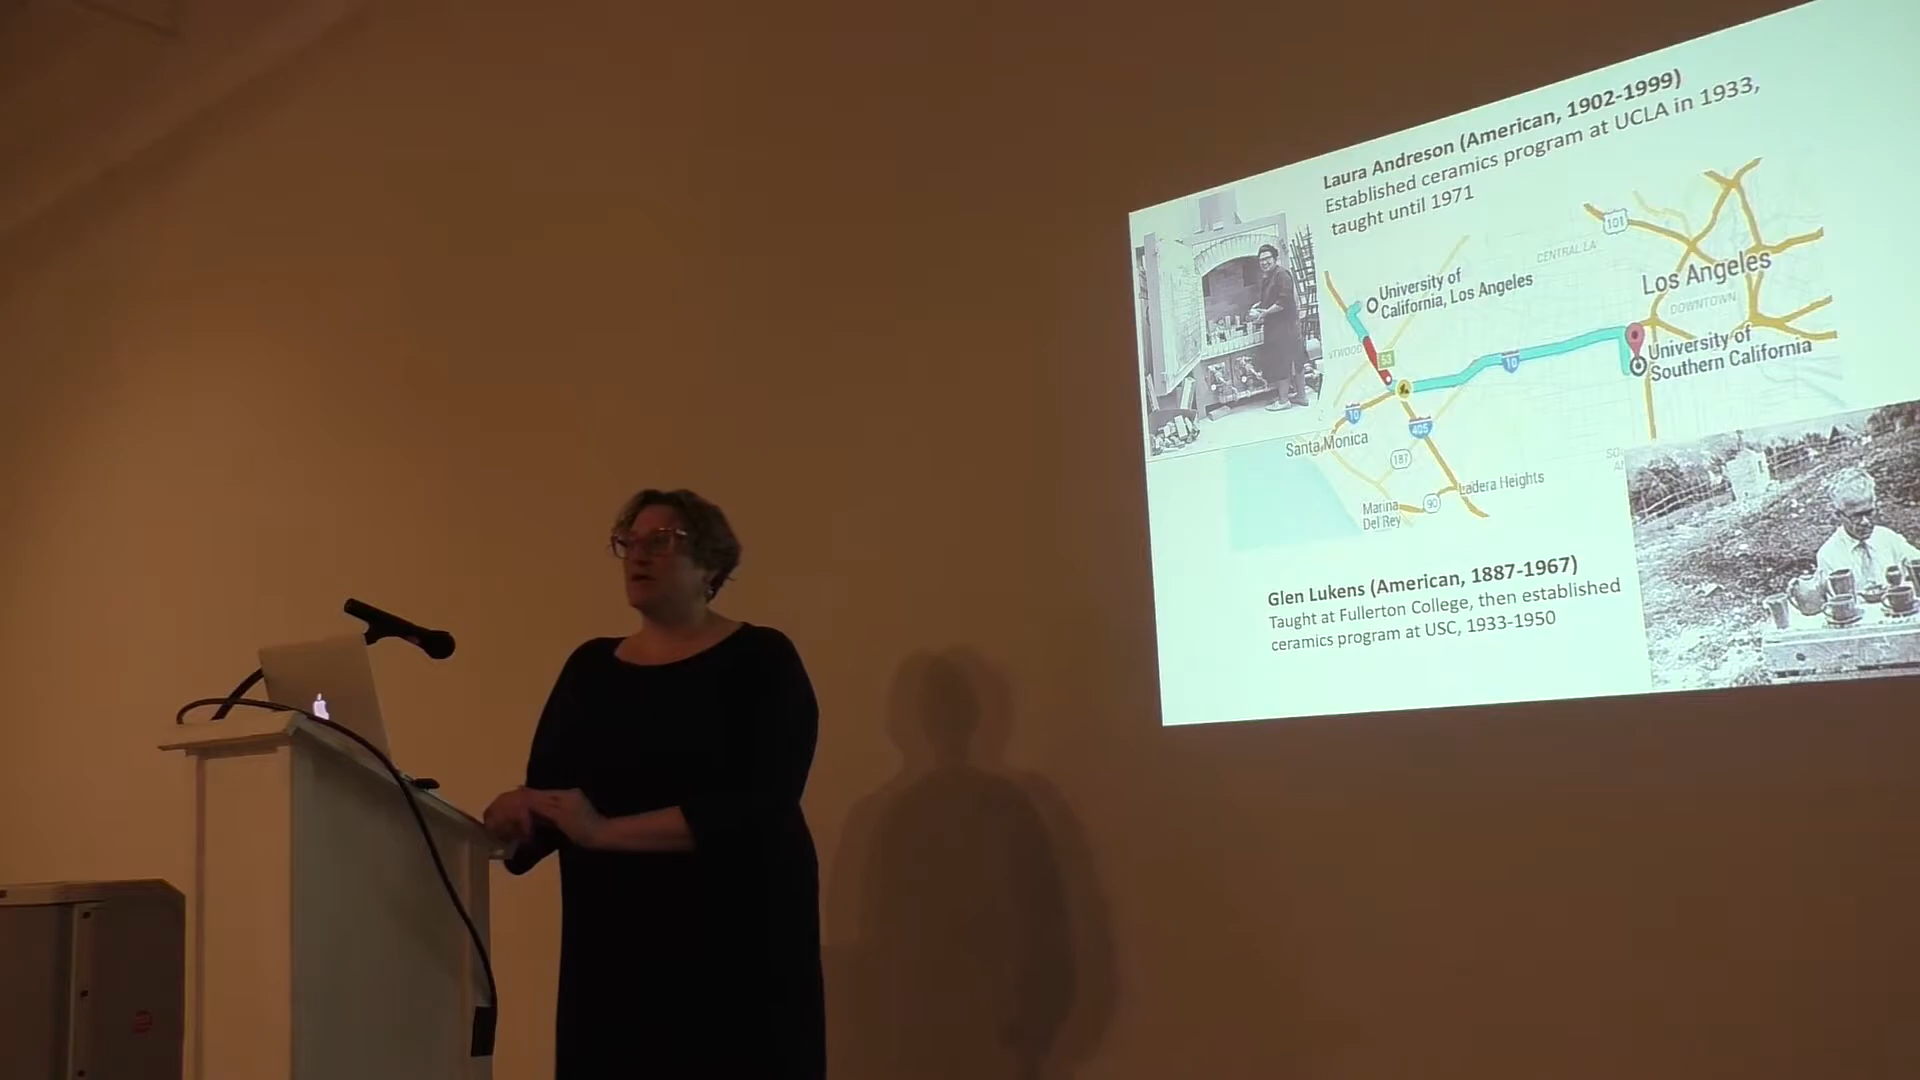 Laura Andreson (American, 1902-1999)
Established ceramics program at UCLA in 1933,
taught until 1971
101
CENTRAL LA
Los Angeles
DOWNTOWN
University of
California, Los Angeles
University of
Southern California
10
10
405
Santa Monica
187
Ladera Heights
90
Marina
Del Rey
Glen Lukens (American, 1887-1967)
Taught at Fullerton College, then established
ceramics program at USC, 1933-1950